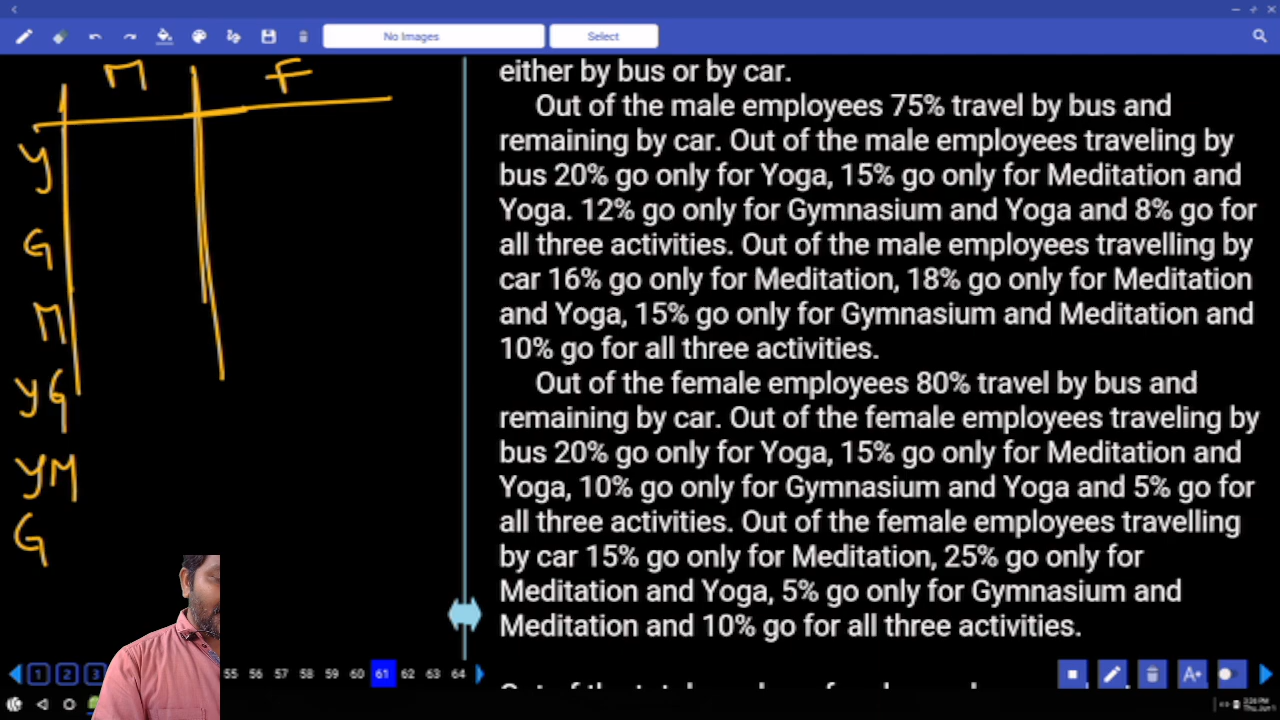 No Images
Select
M F
Y
G
M
YG
YM
G
either by bus or by car.
Out of the male employees 75% travel by bus and
remaining by car. Out of the male employees traveling by
bus 20% go only for Yoga, 15% go only for Meditation and
Yoga. 12% go only for Gymnasium and Yoga and 8% go for
all three activities. Out of the male employees travelling by
car 16% go only for Meditation, 18% go only for Meditation
and Yoga, 15% go only for Gymnasium and Meditation and
10% go for all three activities.
Out of the female employees 80% travel by bus and
remaining by car. Out of the female employees traveling by
bus 20% go only for Yoga, 15% go only for Meditation and
Yoga, 10% go only for Gymnasium and Yoga and 5% go for
all three activities. Out of the female employees travelling
by car 15% go only for Meditation, 25% go only for
Meditation and Yoga, 5% go only for Gymnasium and
Meditation and 10% go for all three activities.
1 2 3 55 56 57 58 59 60 61 62 63 64
A+